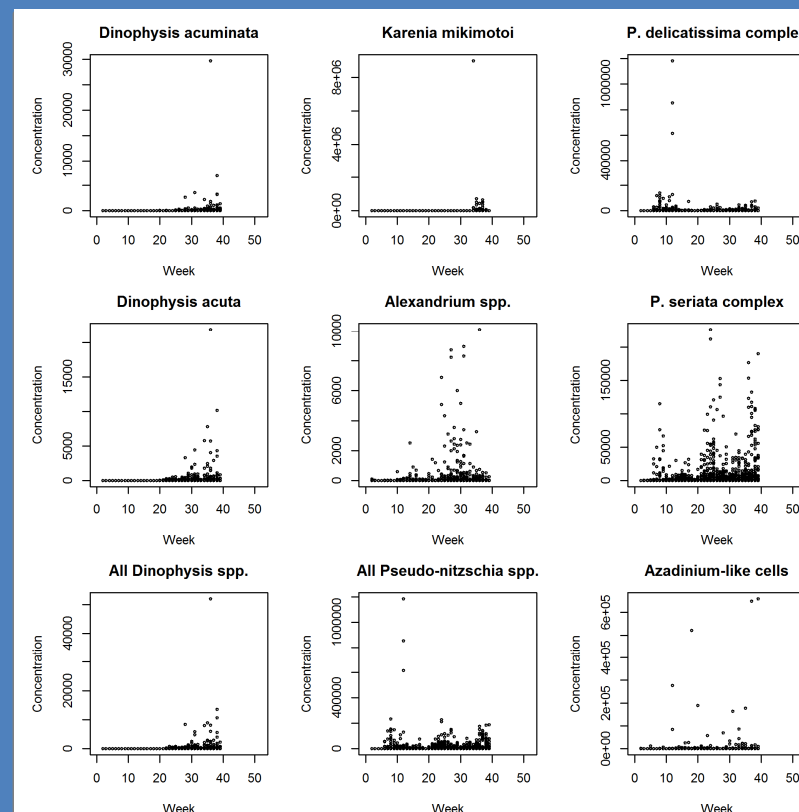 Dinophysis acuminata
Concentration
0 10000 20000 30000
0 10 20 30 40 50
Week
Karenia mikimotoi
Concentration
0e+00 4e+06 8e+06
0 10 20 30 40 50
Week
P. delicatissima comple
Concentration
0 400000 1000000
0 10 20 30 40 50
Week
Dinophysis acuta
Concentration
0 5000 15000
0 10 20 30 40 50
Week
Alexandrium spp.
Concentration
0 2000 6000 10000
0 10 20 30 40 50
Week
P. seriata complex
Concentration
0 50000 150000
0 10 20 30 40 50
Week
All Dinophysis spp.
Concentration
0 20000 40000
0 10 20 30 40 50
Week
All Pseudo-nitzschia spp.
Concentration
0 400000 1000000
0 10 20 30 40 50
Week
Azadinium-like cells
Concentration
0e+00 2e+05 4e+05 6e+05
0 10 20 30 40 50
Week